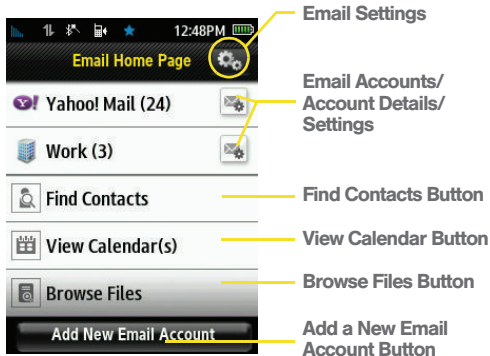 12:48PM
Email Home Page
Yahoo! Mail (24)
Work (3)
Find Contacts
View Calendar(s)
Browse Files
Add New Email Account
Email Settings
Email Accounts/
Account Details/
Settings
Find Contacts Button
View Calendar Button
Browse Files Button
Add a New Email
Account Button